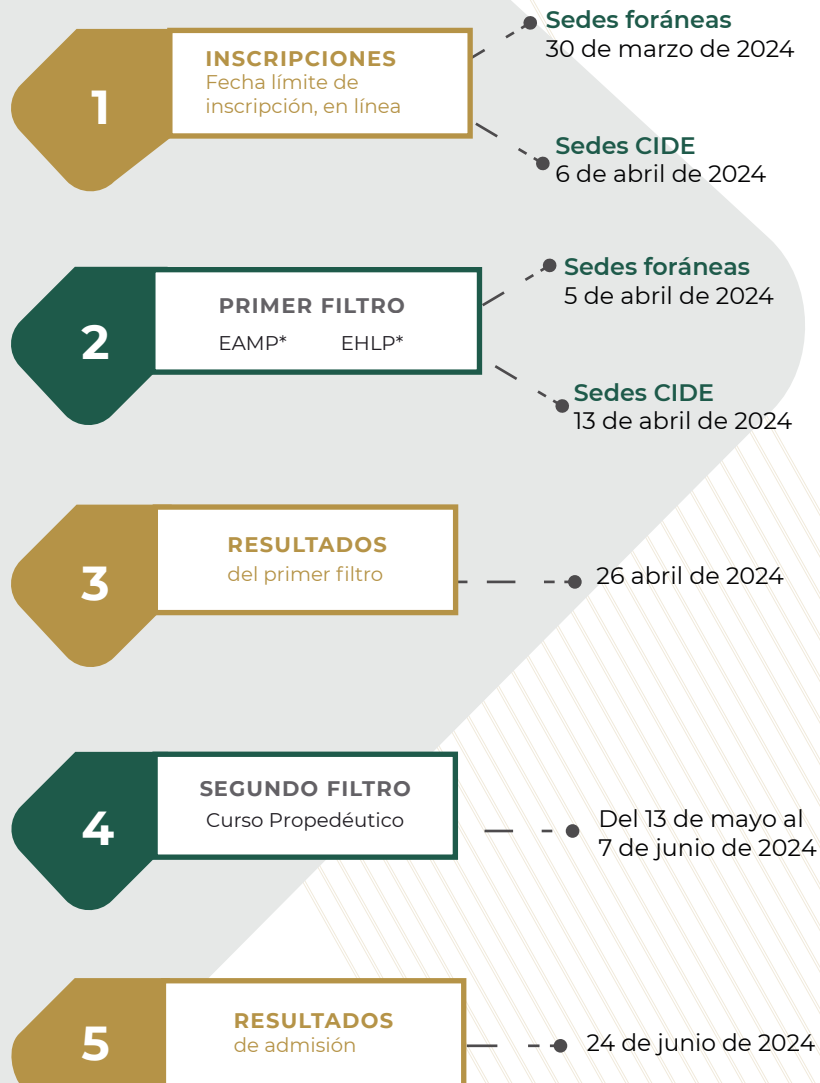 1
INSCRIPCIONES
Fecha límite de
inscripción, en línea
Sedes foráneas
30 de marzo de 2024
Sedes CIDE
6 de abril de 2024
2
PRIMER FILTRO
EAMP* EHLP*
Sedes foráneas
5 de abril de 2024
Sedes CIDE
13 de abril de 2024
3
RESULTADOS
del primer filtro
26 abril de 2024
4
SEGUNDO FILTRO
Curso Propedéutico
Del 13 de mayo al
7 de junio de 2024
5
RESULTADOS
de admisión
24 de junio de 2024